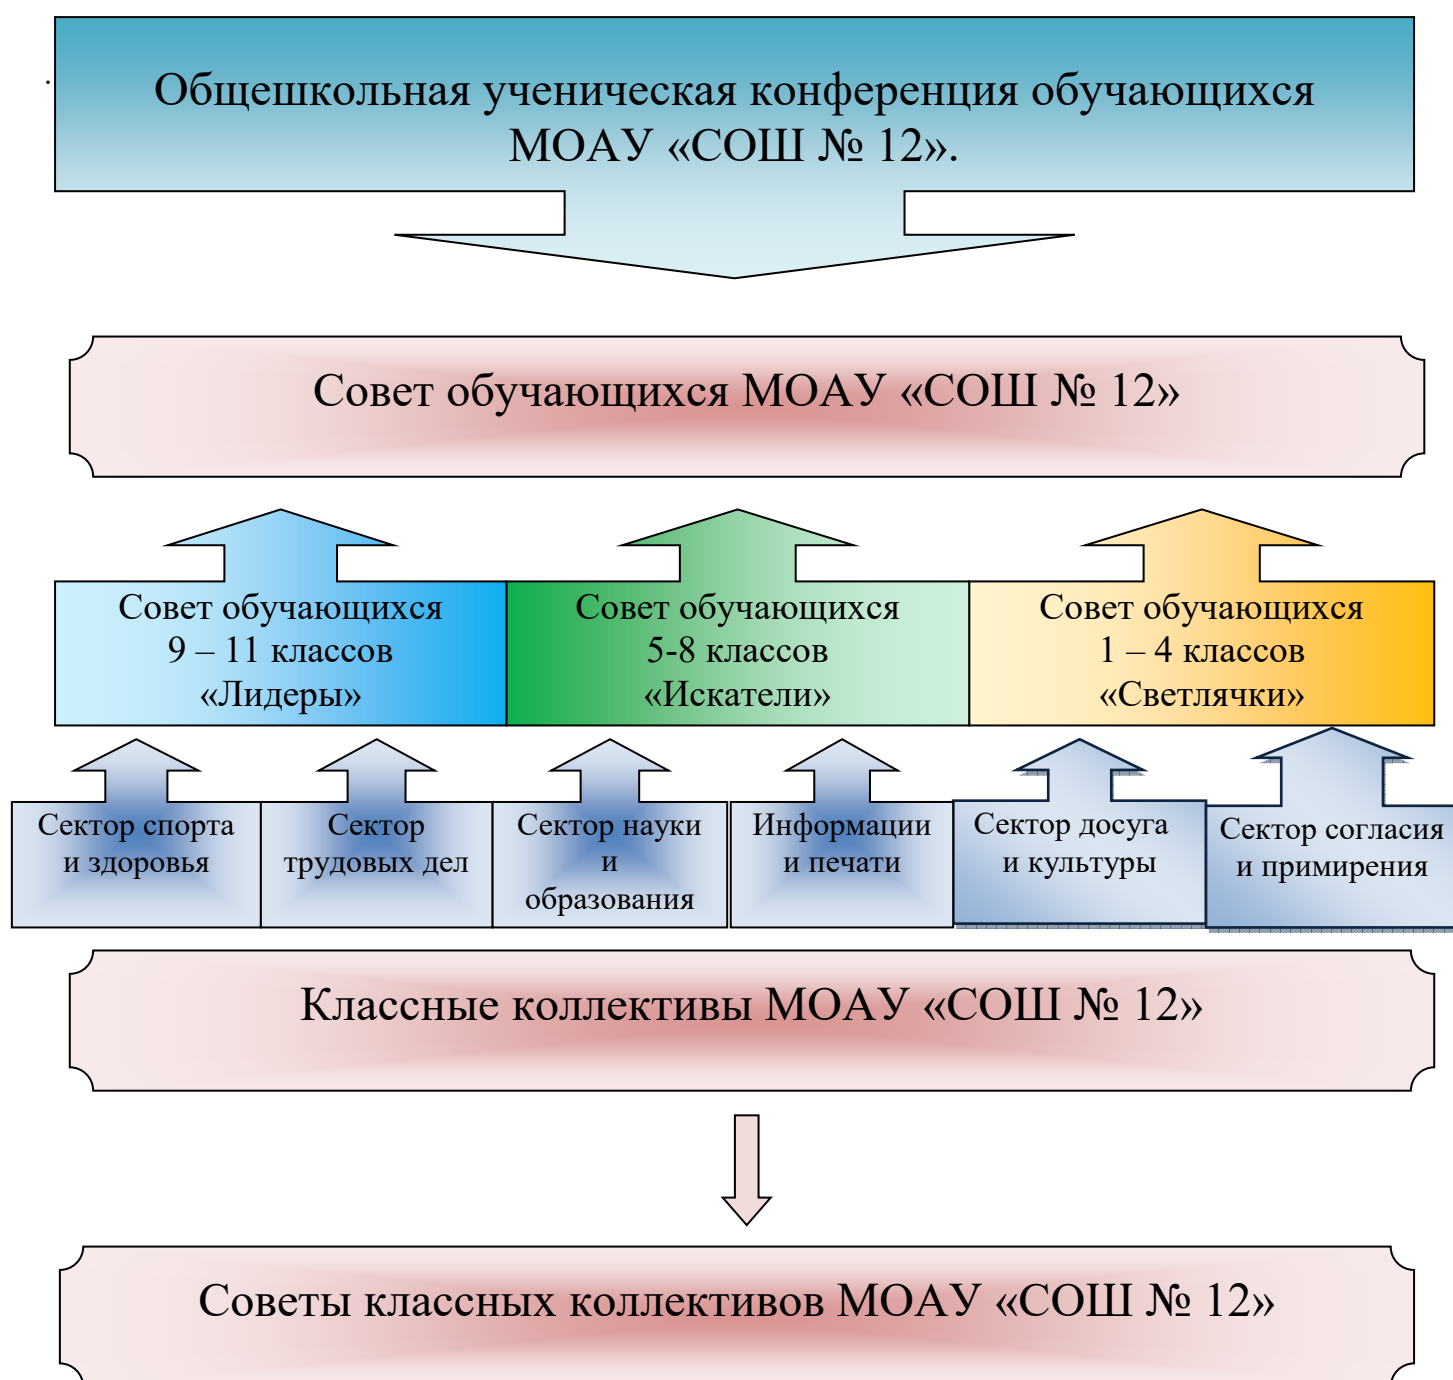 Общешкольная ученическая конференция обучающихся
МОАУ «СОШ № 12».
Совет обучающихся МОАУ «СОШ № 12»
Совет обучающихся
9 – 11 классов
«Лидеры»
Совет обучающихся
5-8 классов
«Искатели»
Совет обучающихся
1 – 4 классов
«Светлячки»
Сектор спорта
и здоровья
Сектор
трудовых дел
Сектор науки
и
образования
Информации
и печати
Сектор досуга
и культуры
Сектор согласия
и примирения
Классные коллективы МОАУ «СОШ № 12»
Советы классных коллективов МОАУ «СОШ № 12»